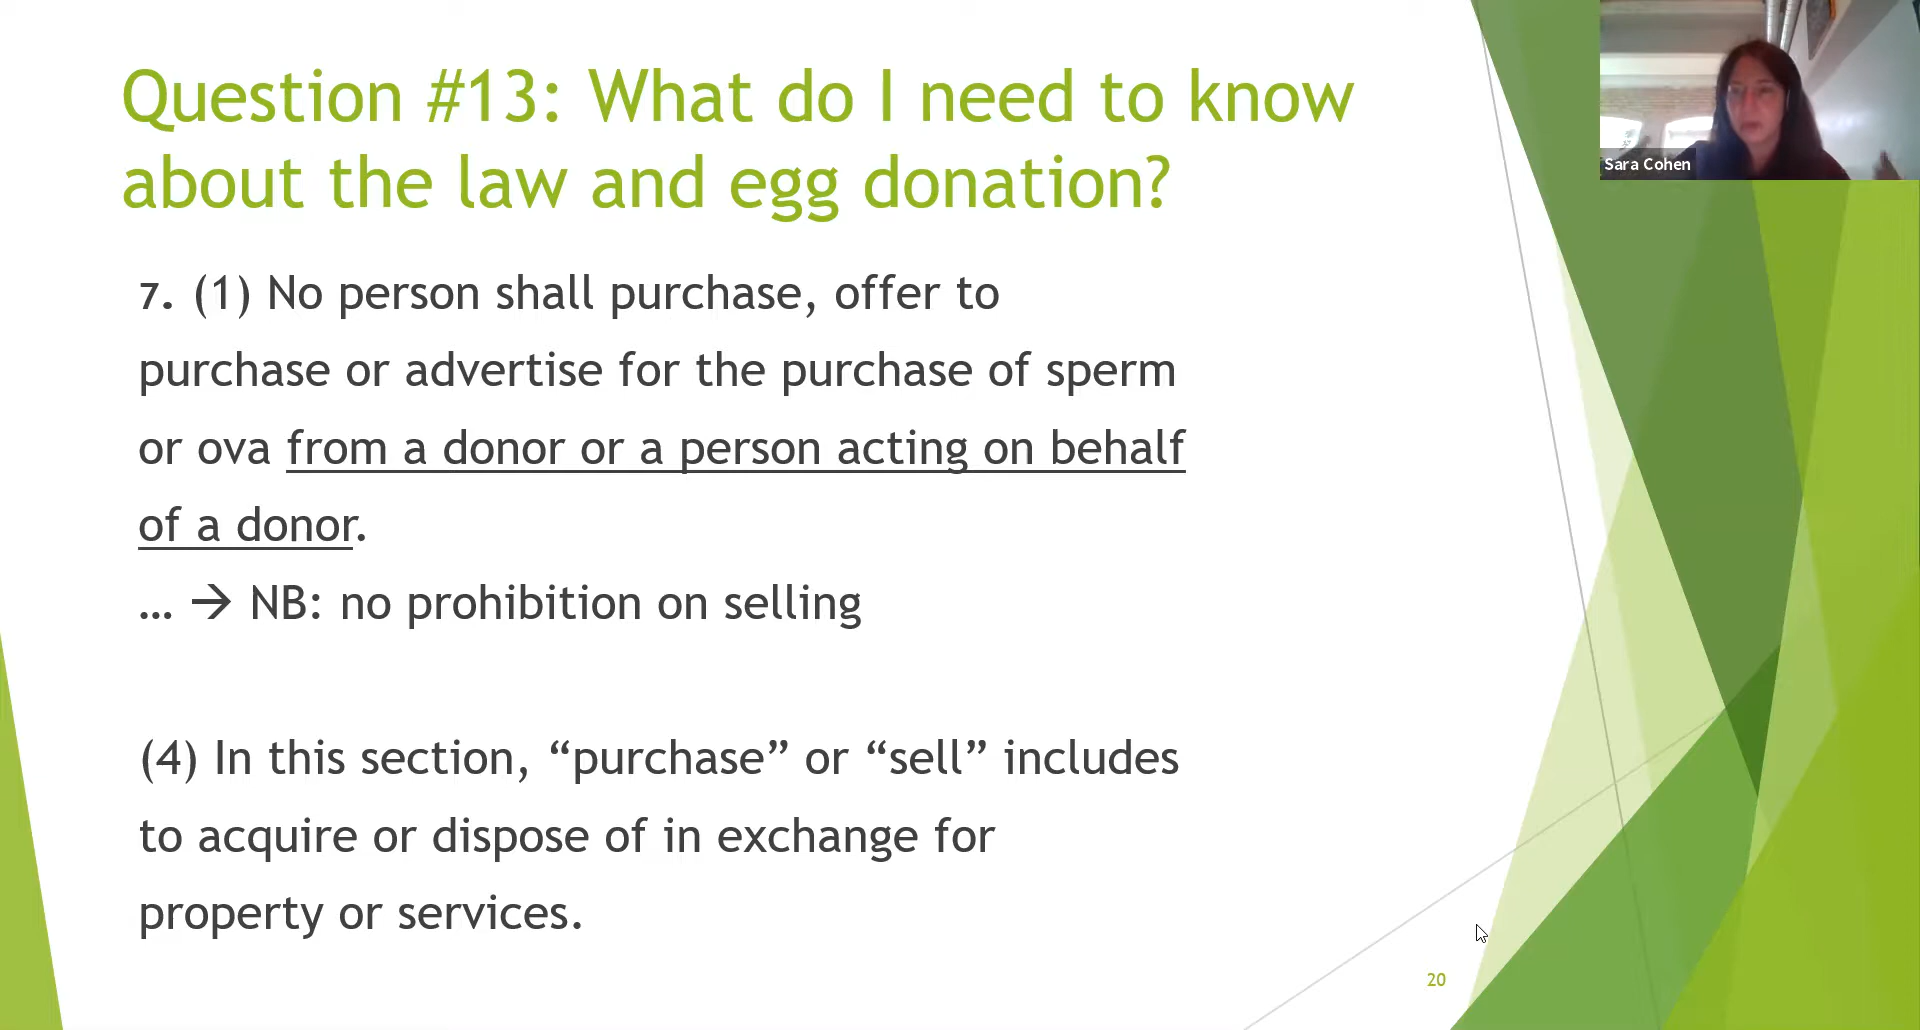 Question #13: What do I need to know
about the law and egg donation?
Sara Cohen
7. (1) No person shall purchase, offer to
purchase or advertise for the purchase of sperm
or ova from a donor or a person acting on behalf
of a donor.
… → NB: no prohibition on selling
(4) In this section, “purchase” or “sell” includes
to acquire or dispose of in exchange for
property or services.
20